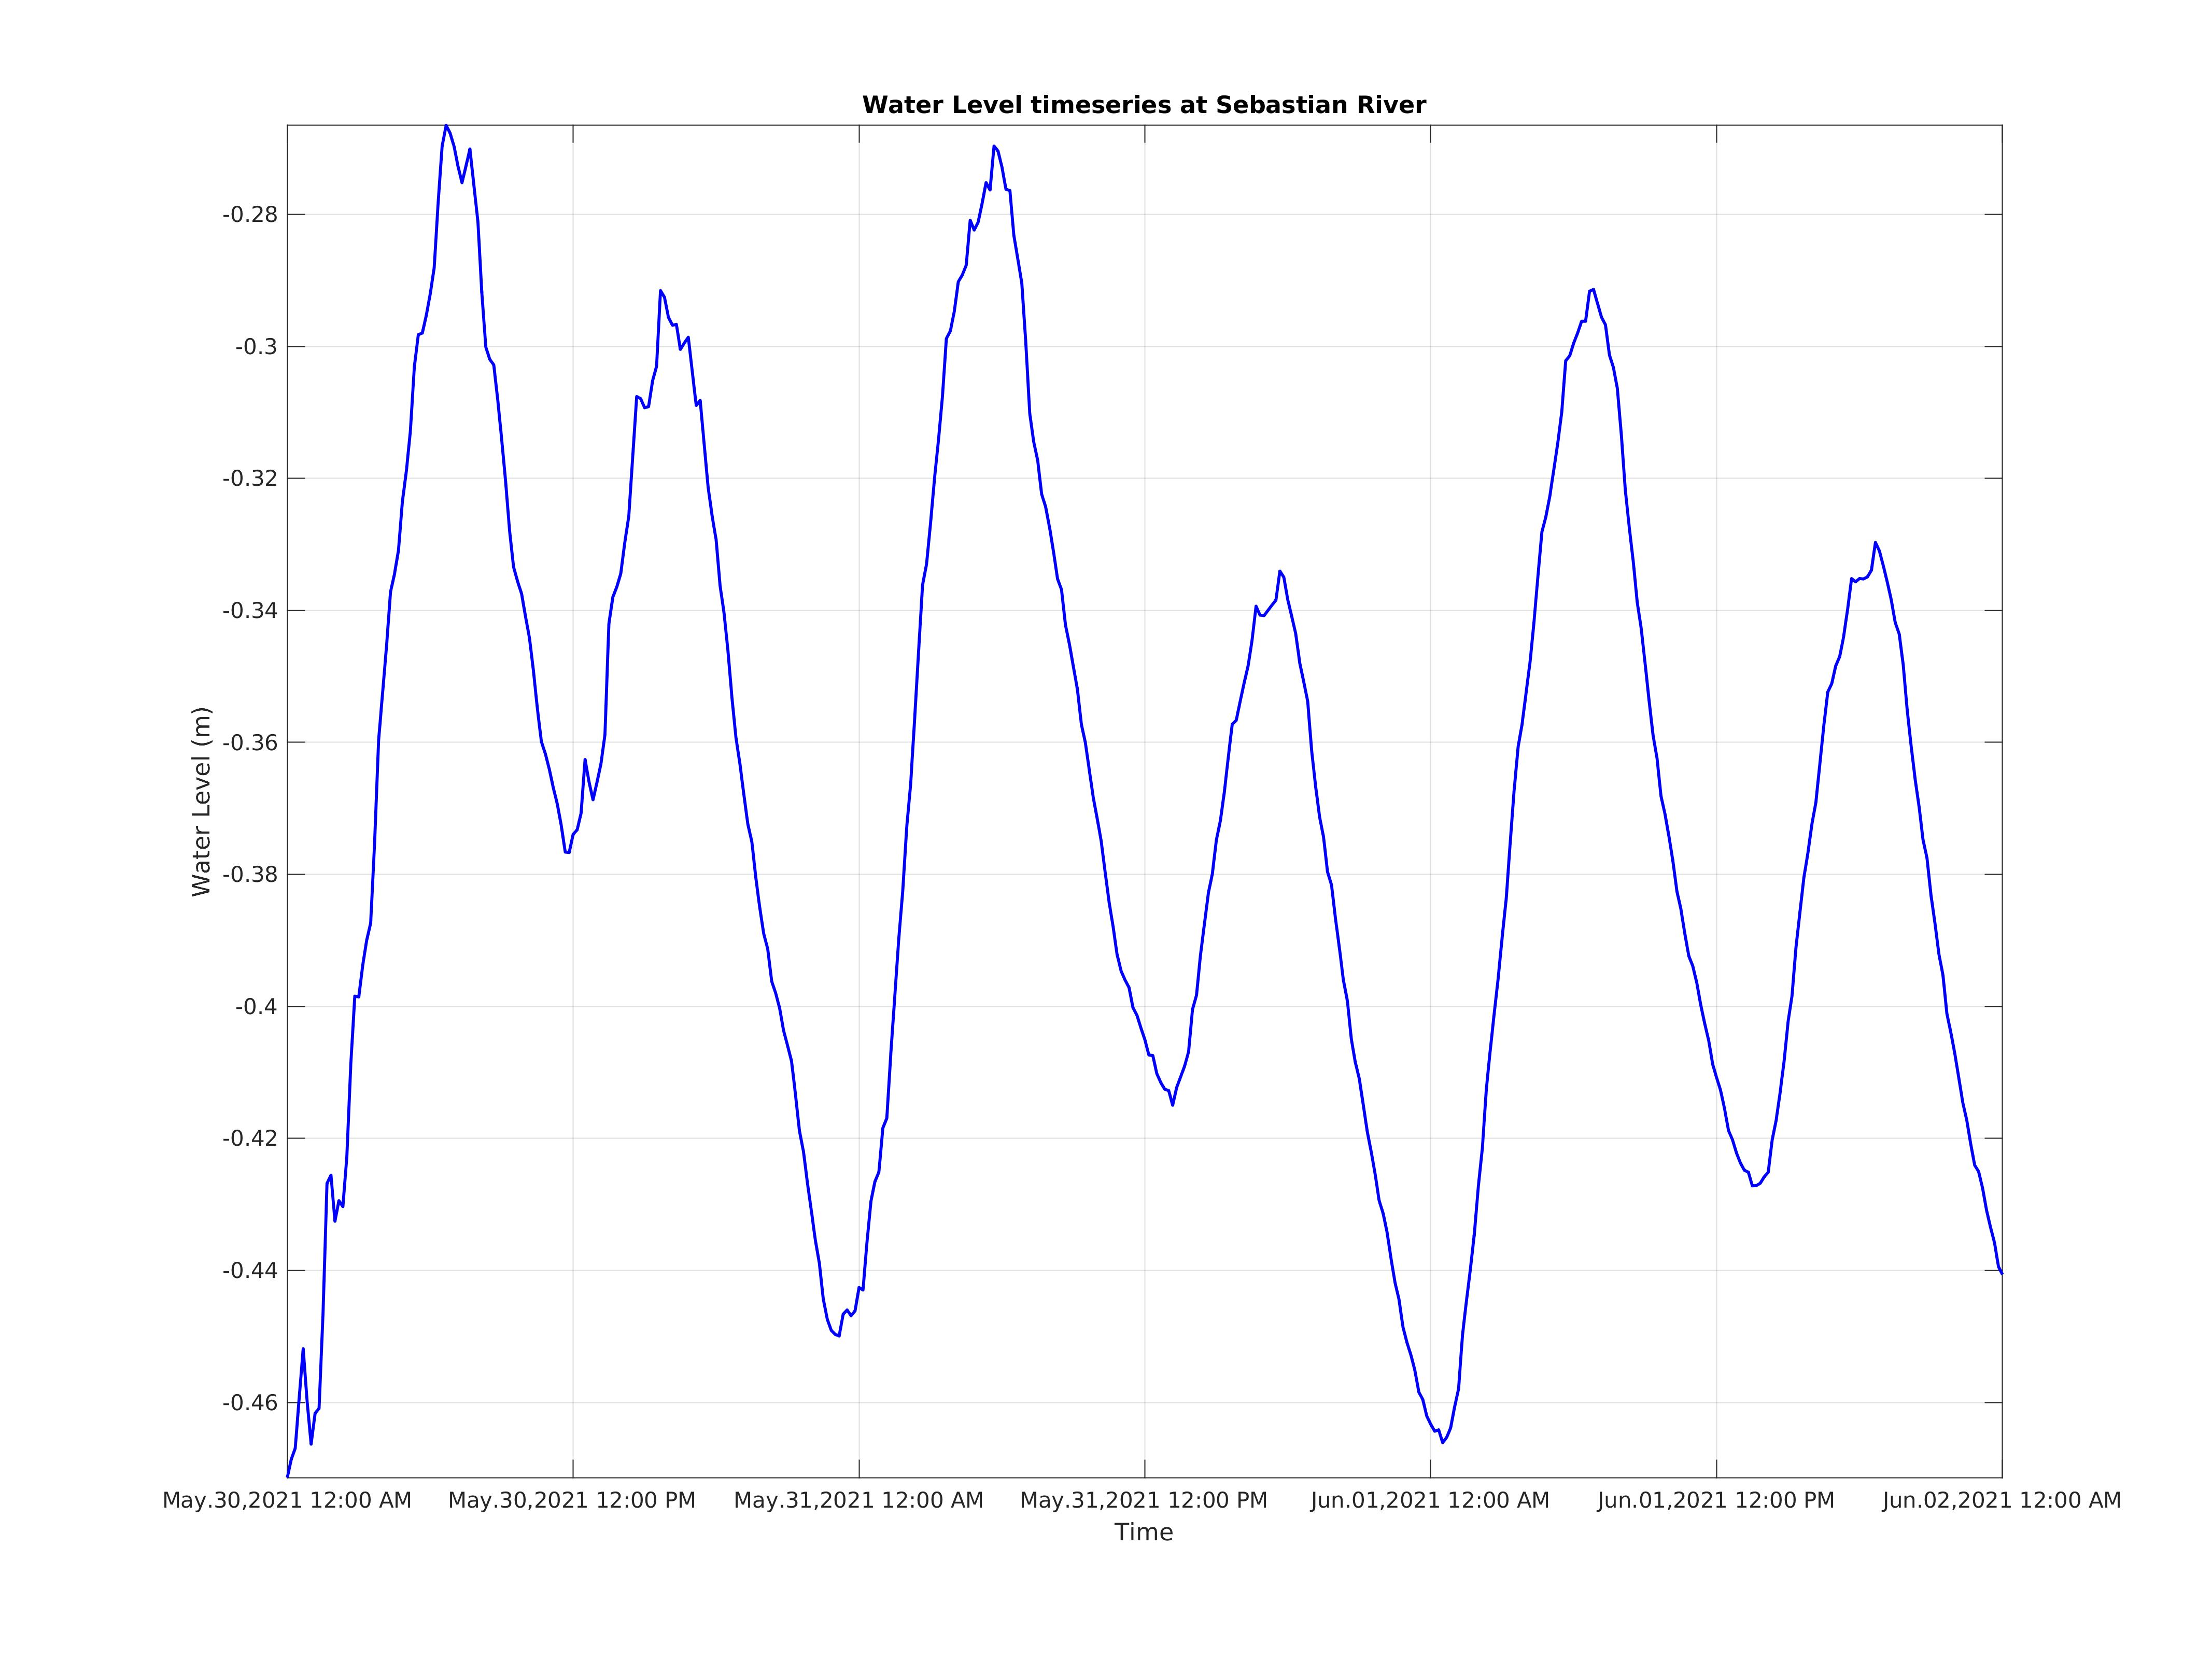 Water Level timeseries at Sebastian River
Water Level (m)
-0.28
-0.3
-0.32
-0.34
-0.36
-0.38
-0.4
-0.42
-0.44
-0.46
May.30,2021 12:00 AM
May.30,2021 12:00 PM
May.31,2021 12:00 AM
May.31,2021 12:00 PM
Jun.01,2021 12:00 AM
Jun.01,2021 12:00 PM
Jun.02,2021 12:00 AM
Time